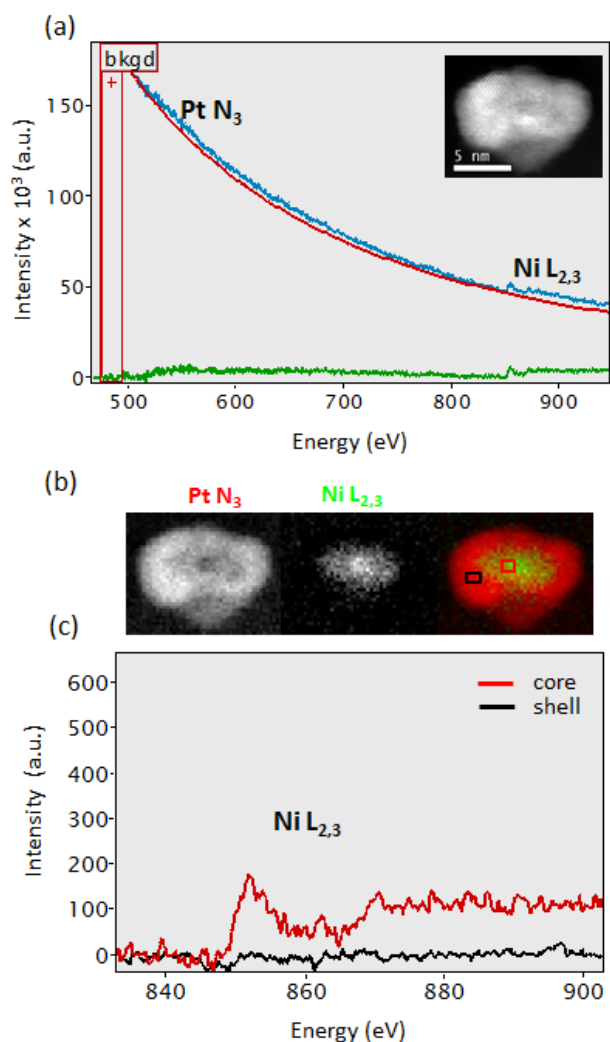 (a)
bkgd
+
Pt N3
Ni L2,3
5 nm
150
100
50
0
Intensity x 10^3 (a.u.)
500 600 700 800 900
Energy (eV)
(b)
Pt N3 Ni L2,3
(c)
core
shell
Ni L2,3
600
500
400
300
200
100
0
Intensity (a.u.)
840 860 880 900
Energy (eV)